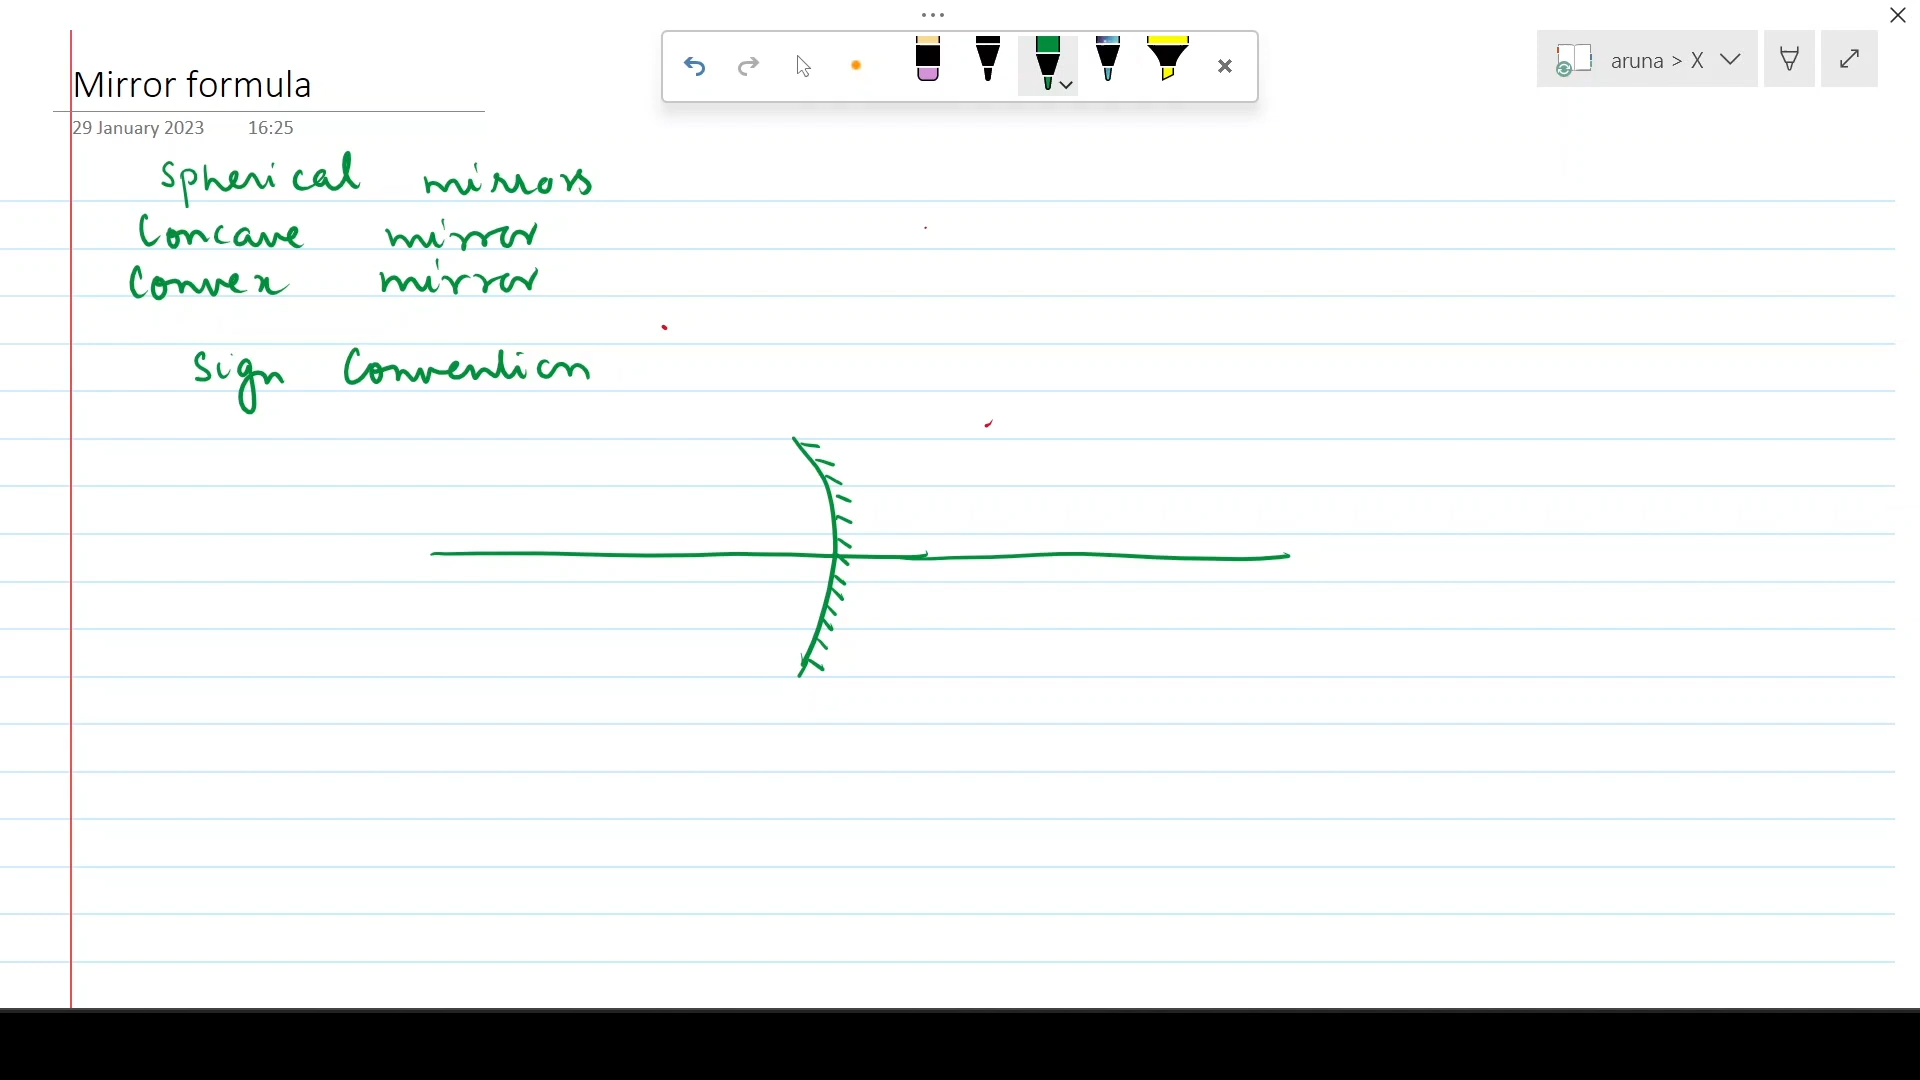 Mirror formula
29 January 2023 16:25
aruna > X
Spherical mirrors
Concave mirror
Convex mirror
Sign Convention